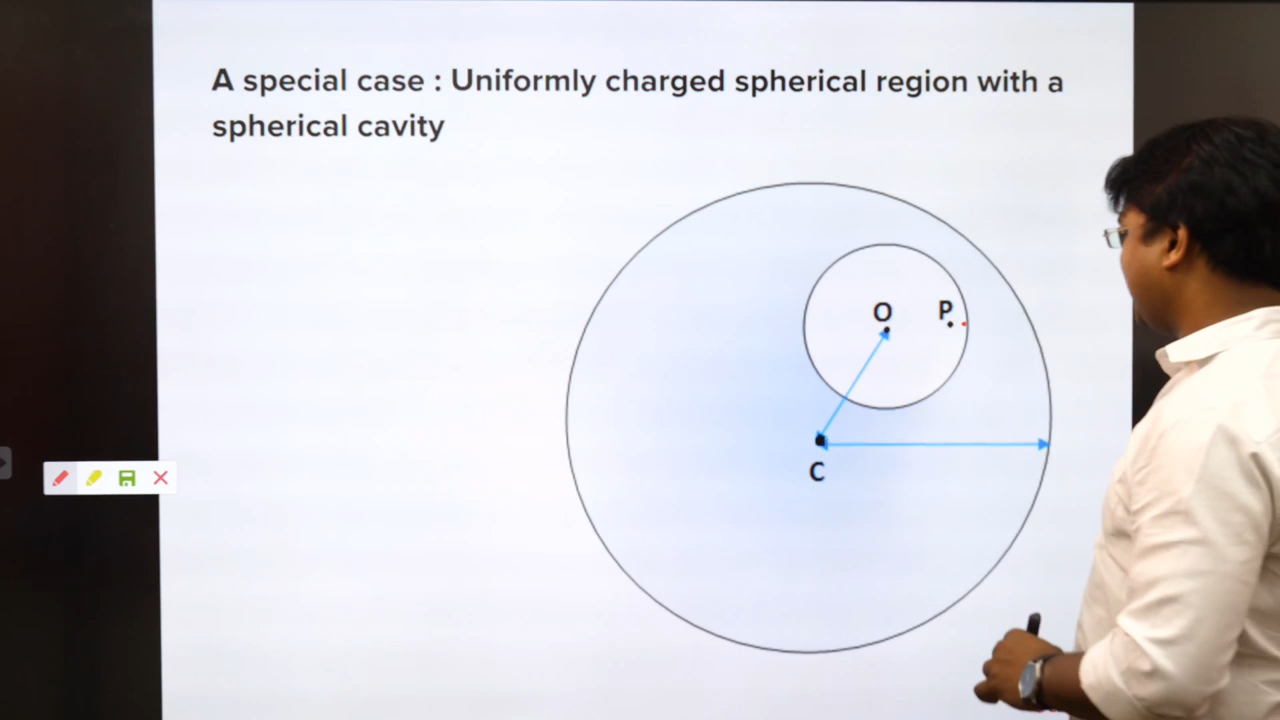 A special case : Uniformly charged spherical region with a
spherical cavity
O
P
C